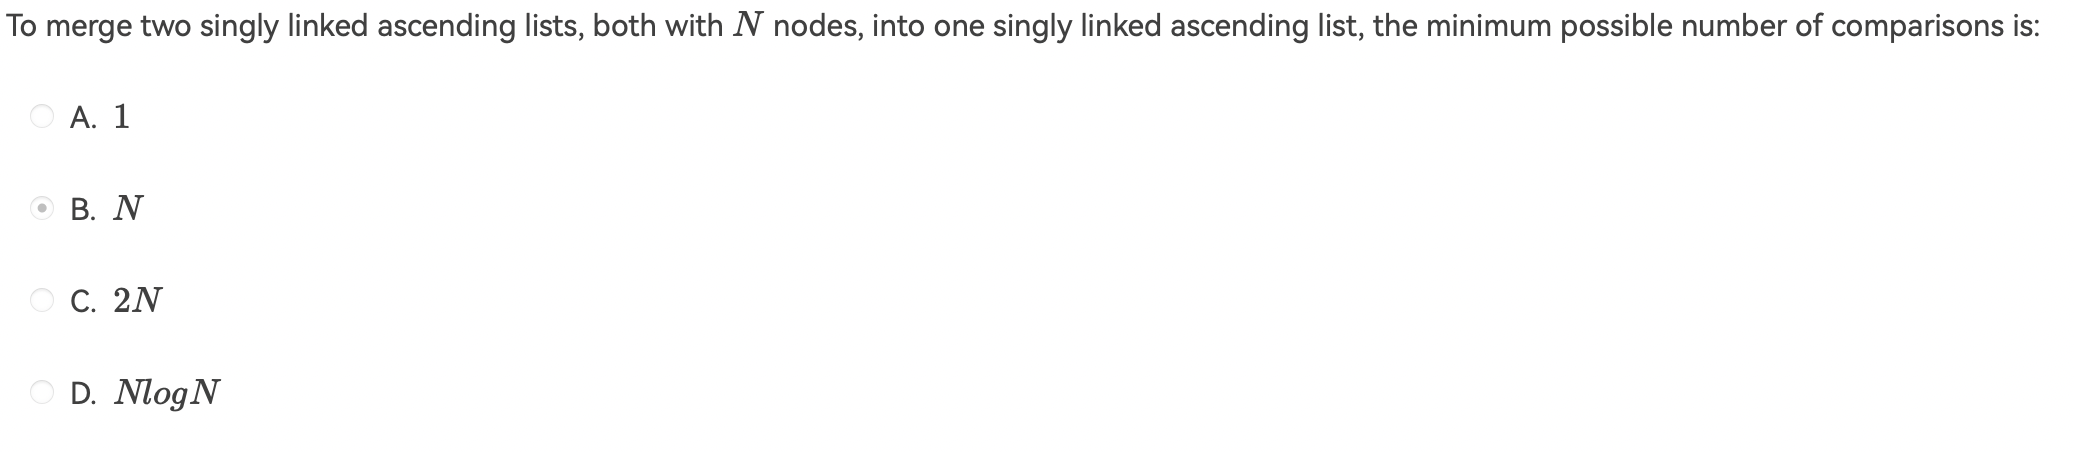 To merge two singly linked ascending lists, both with N nodes, into one singly linked ascending list, the minimum possible number of comparisons is:
A. 1
B. N
C. 2N
D. NlogN